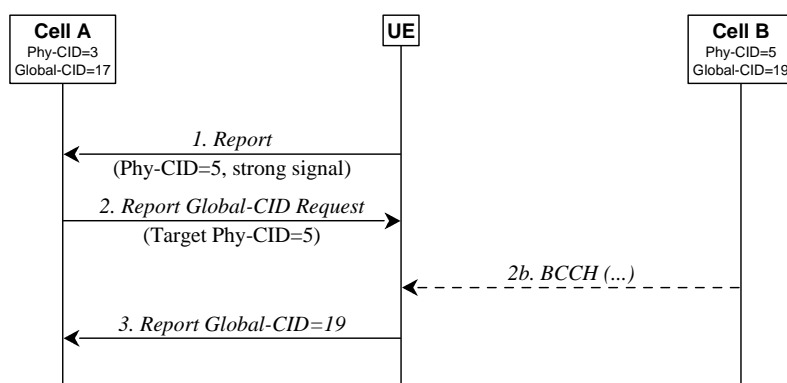 Cell A
Phy-CID=3
Global-CID=17
UE
Cell B
Phy-CID=5
Global-CID=19
1. Report
(Phy-CID=5, strong signal)
2. Report Global-CID Request
(Target Phy-CID=5)
2b. BCCH (...)
3. Report Global-CID=19